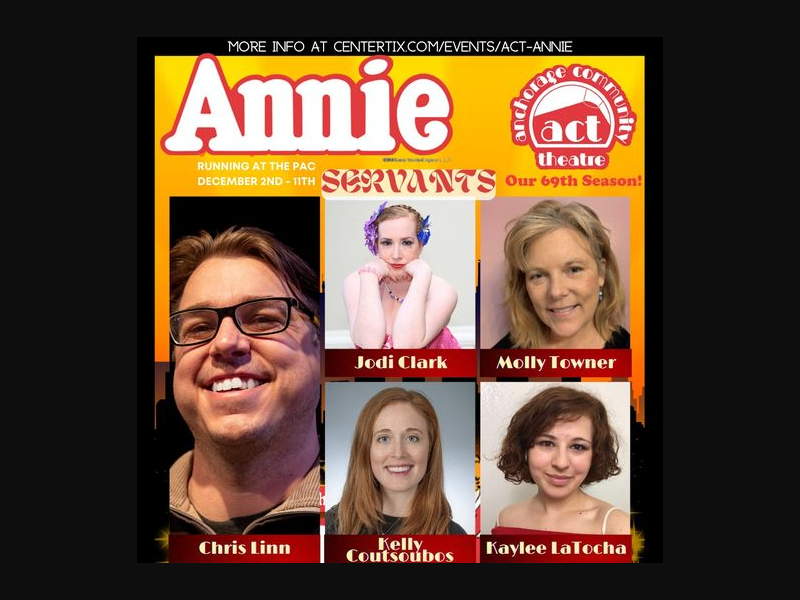 MORE INFO AT CENTERTIX.COM/EVENTS/ACT-ANNIE
Annie
anchorage community
act
theatre
RUNNING AT THE PAC
DECEMBER 2ND - 11TH
SERVANTS
Our 69th Season!
Jodi Clark
Molly Towner
Chris Linn
Kelly
Coutsoubos
Kaylee LaTocha